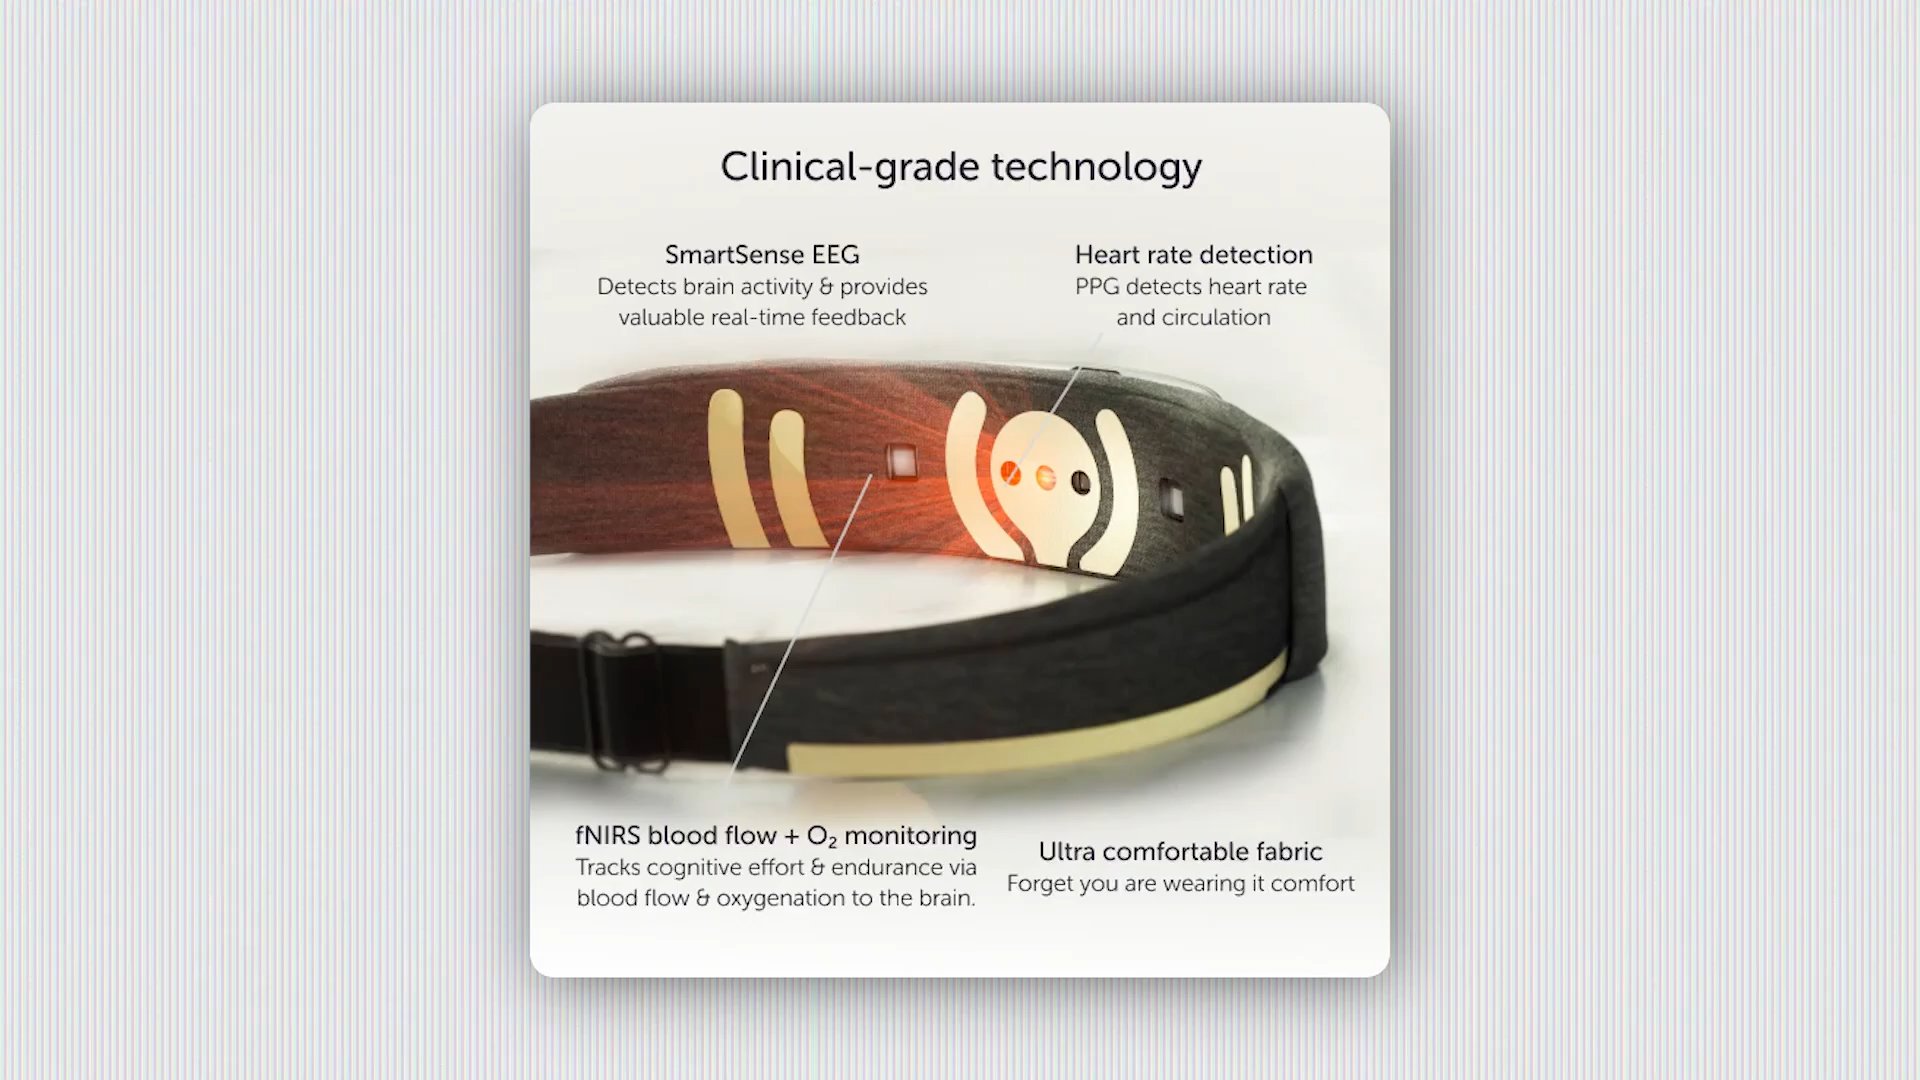 Clinical-grade technology
SmartSense EEG
Detects brain activity & provides
valuable real-time feedback
Heart rate detection
PPG detects heart rate
and circulation
fNIRS blood flow + O₂ monitoring
Tracks cognitive effort & endurance via
blood flow & oxygenation to the brain.
Ultra comfortable fabric
Forget you are wearing it comfort